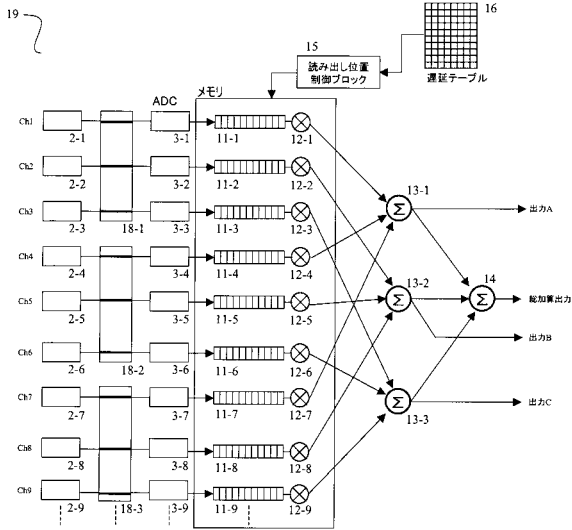 19
16
15
読み出し位置
制御ブロック
遅延テーブル
ADC
メモリ
Ch1
2-1
3-1
11-1
12-1
Ch2
2-2
3-2
11-2
12-2
13-1
Ch3
2-3
18-1
3-3
11-3
12-3
Σ
出力A
Ch4
2-4
3-4
11-4
12-4
13-2
14
Ch5
2-5
3-5
11-5
12-5
Σ
Σ
総加算出力
出力B
Ch6
2-6
18-2
3-6
11-6
12-6
Ch7
2-7
3-7
11-7
12-7
Σ
出力C
13-3
Ch8
2-8
3-8
11-8
12-8
Ch9
2-9
18-3
3-9
11-9
12-9